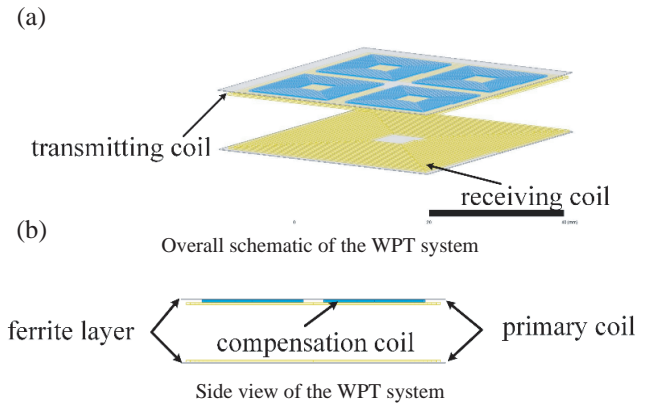 (a)
transmitting coil
receiving coil
0
Overall schematic of the WPT system
(b)
ferrite layer
compensation coil
primary coil
Side view of the WPT system